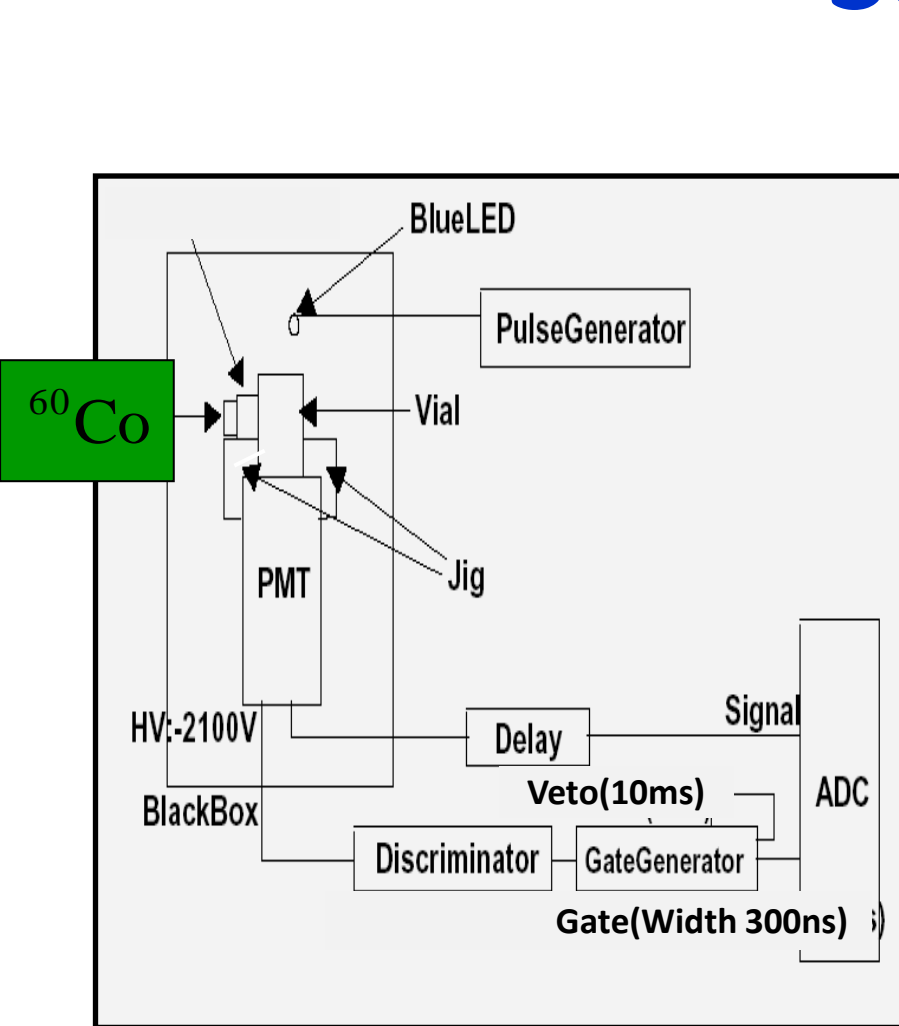 BlueLED
PulseGenerator
⁶⁰Co
Vial
Jig
PMT
HV:-2100V
Signal
Delay
Veto(10ms)
ADC
BlackBox
Discriminator
GateGenerator
Gate(Width 300ns)